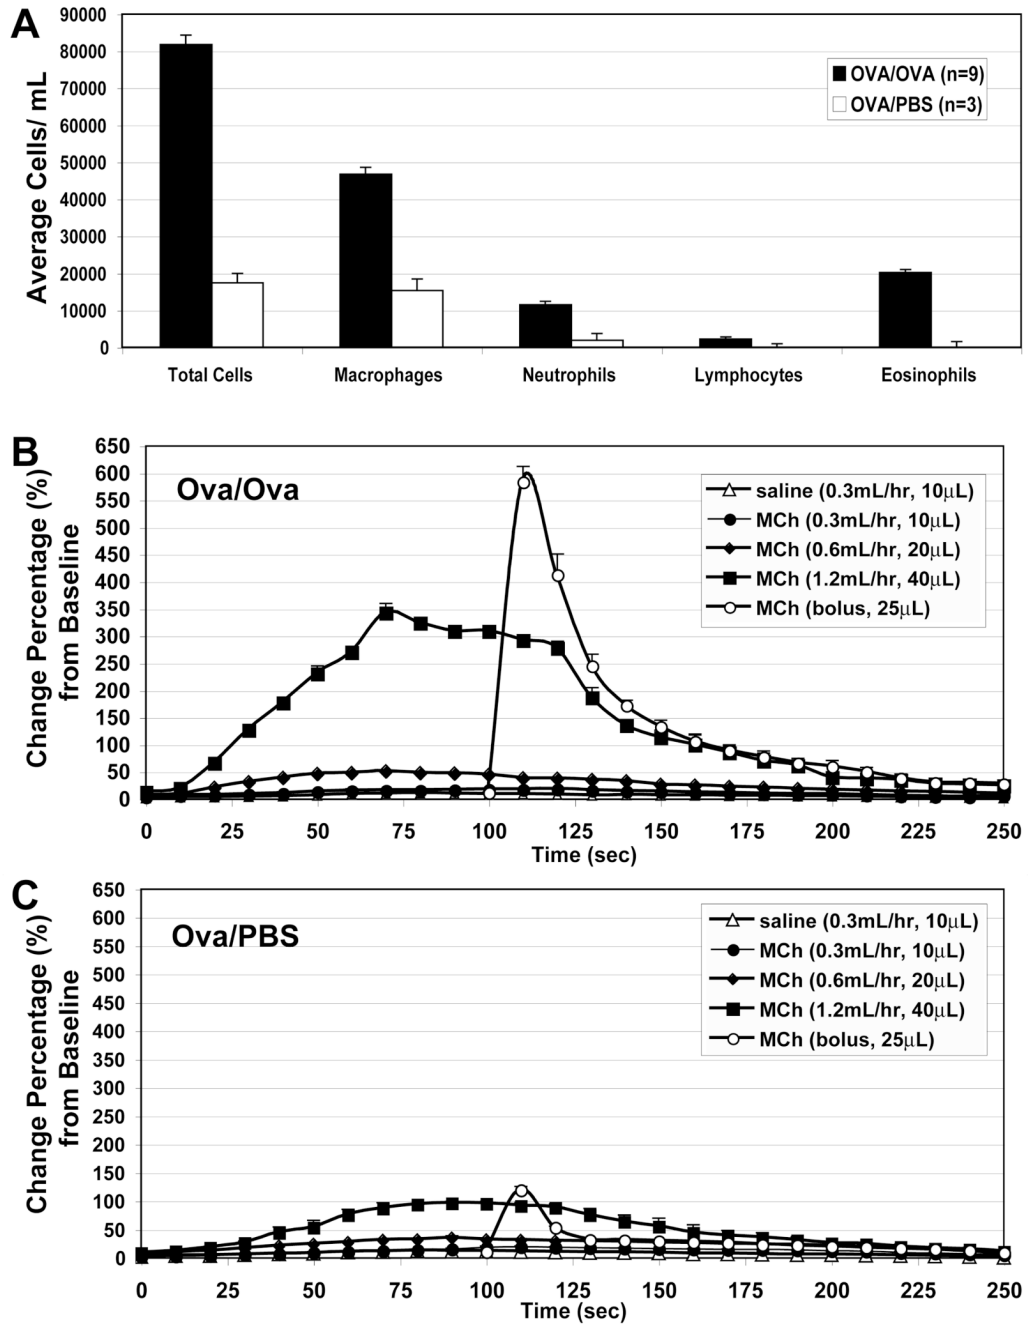 A
Average Cells/ mL
90000
80000
70000
60000
50000
40000
30000
20000
10000
0
OVA/OVA (n=9)
OVA/PBS (n=3)
Total Cells Macrophages Neutrophils Lymphocytes Eosinophils
B
Change Percentage (%)
from Baseline
650
600
550
500
450
400
350
300
250
200
150
100
50
0
Ova/Ova
saline (0.3mL/hr, 10μL)
MCh (0.3mL/hr, 10μL)
MCh (0.6mL/hr, 20μL)
MCh (1.2mL/hr, 40μL)
MCh (bolus, 25μL)
0 25 50 75 100 125 150 175 200 225 250
Time (sec)
C
Change Percentage (%)
from Baseline
650
600
550
500
450
400
350
300
250
200
150
100
50
0
Ova/PBS
saline (0.3mL/hr, 10μL)
MCh (0.3mL/hr, 10μL)
MCh (0.6mL/hr, 20μL)
MCh (1.2mL/hr, 40μL)
MCh (bolus, 25μL)
0 25 50 75 100 125 150 175 200 225 250
Time (sec)